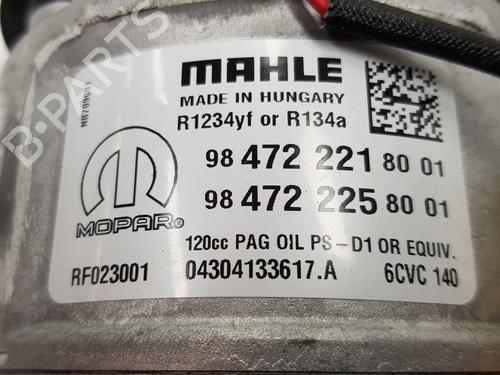 MAHLE
MADE IN HUNGARY
R1234yf or R134a
98 472 221 80 01
98 472 225 80 01
MOPAR®
120cc PAG OIL PS-D1 OR EQUIV.
RF023001 04304133617.A 6CVC 140
B-PARTS